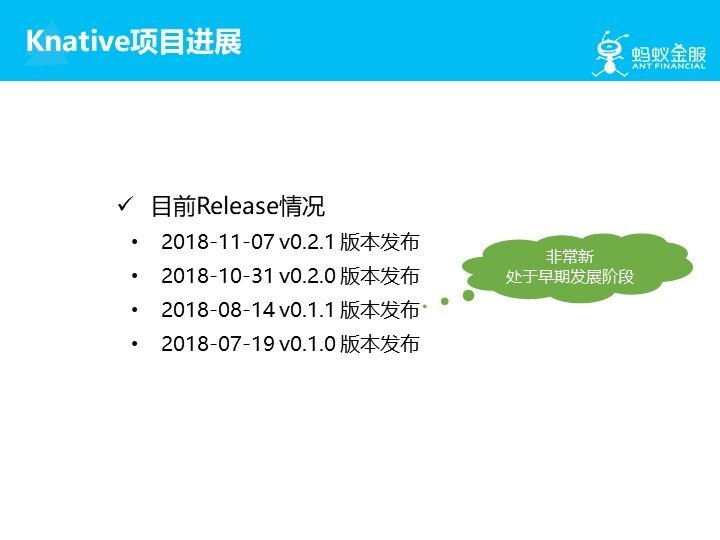 Knative项目进展
蚂蚁金服
ANT FINANCIAL
✓ 目前Release情况
• 2018-11-07 v0.2.1 版本发布
• 2018-10-31 v0.2.0 版本发布
• 2018-08-14 v0.1.1 版本发布
• 2018-07-19 v0.1.0 版本发布
非常新
处于早期发展阶段